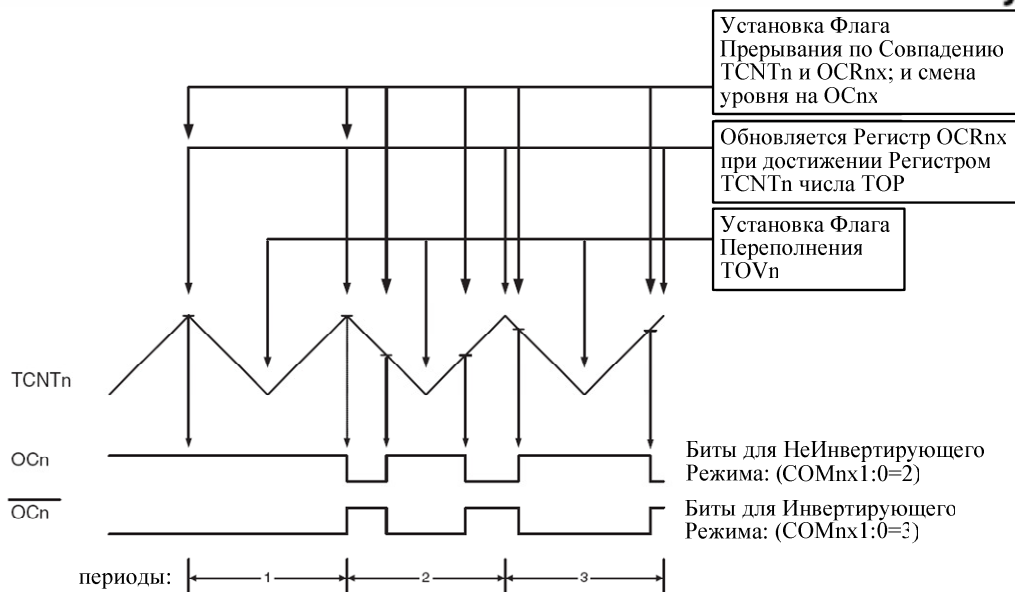 Установка Флага
Прерывания по Совпадению
TCNTn и OCRnx; и смена
уровня на OCnx
Обновляется Регистр OCRnx
при достижении Регистром
TCNTn числа TOP
Установка Флага
Переполнения
TOVn
TCNTn
OCn
Биты для НеИнвертирующего
Режима: (COMnx1:0=2)
OCn
Биты для Инвертирующего
Режима: (COMnx1:0=3)
периоды: 1 2 3